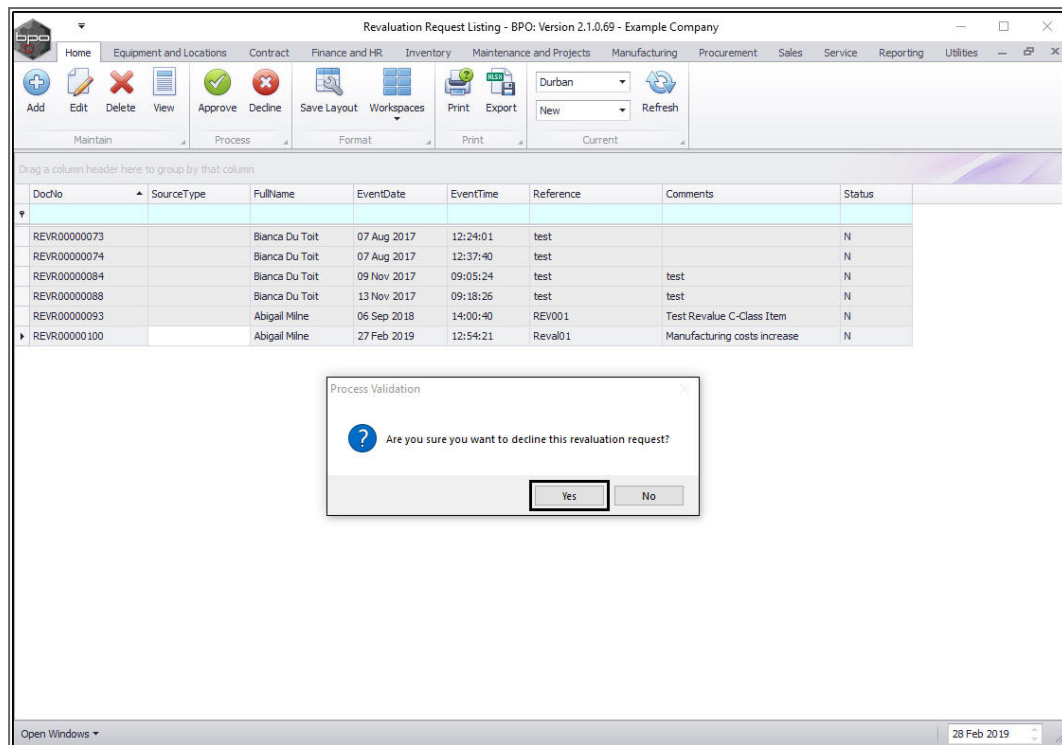 Revaluation Request Listing - BPO: Version 2.1.0.69 - Example Company
bpo
Home Equipment and Locations Contract Finance and HR Inventory Maintenance and Projects Manufacturing Procurement Sales Service Reporting Utilities
Add Edit Delete View Approve Decline Save Layout Workspaces Print Export Durban Refresh
XLSX
New
Maintain Process Format Print Current
Drag a column header here to group by that column
DocNo SourceType FullName EventDate EventTime Reference Comments Status
REVR00000073 Bianca Du Toit 07 Aug 2017 12:24:01 test N
REVR00000074 Bianca Du Toit 07 Aug 2017 12:37:40 test N
REVR00000084 Bianca Du Toit 09 Nov 2017 09:05:24 test test N
REVR00000088 Bianca Du Toit 13 Nov 2017 09:18:26 test test N
REVR00000093 Abigail Milne 06 Sep 2018 14:00:40 REV001 Test Revalue C-Class Item N
REVR00000100 Abigail Milne 27 Feb 2019 12:54:21 Reval01 Manufacturing costs increase N
Process Validation
Are you sure you want to decline this revaluation request?
Yes No
Open Windows 28 Feb 2019